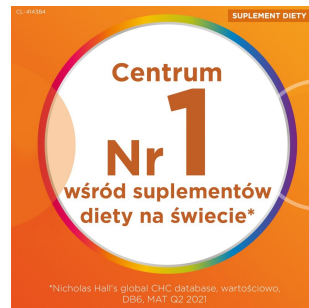 CL-414384
SUPLEMENT DIETY
Centrum
Nr 1
wśród suplementów
diety na świecie*
*Nicholas Hall's global CHC database, wartościowo,
DB6, MAT Q2 2021